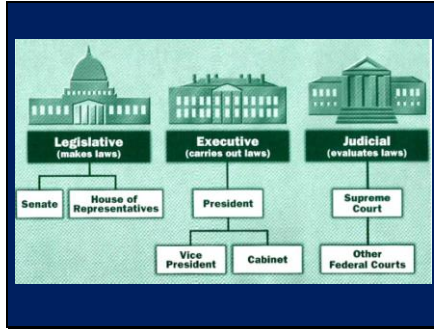 Legislative
(makes laws)
Executive
(carries out laws)
Judicial
(evaluates laws)
Senate
House of
Representatives
President
Supreme
Court
Vice
President
Cabinet
Other
Federal Courts